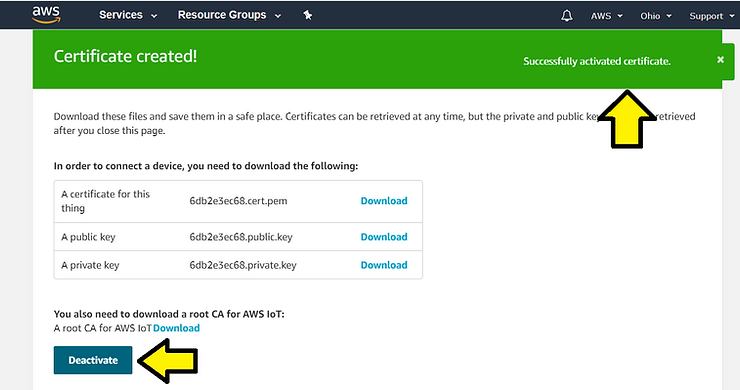 aws Services Resource Groups AWS Ohio Support
Certificate created!
Successfully activated certificate.
Download these files and save them in a safe place. Certificates can be retrieved at any time, but the private and public retrieved
after you close this page.
In order to connect a device, you need to download the following:
A certificate for this
thing
6db2e3ec68.cert.pem Download
A public key 6db2e3ec68.public.key Download
A private key 6db2e3ec68.private.key Download
You also need to download a root CA for AWS IoT:
A root CA for AWS IoT Download
Deactivate